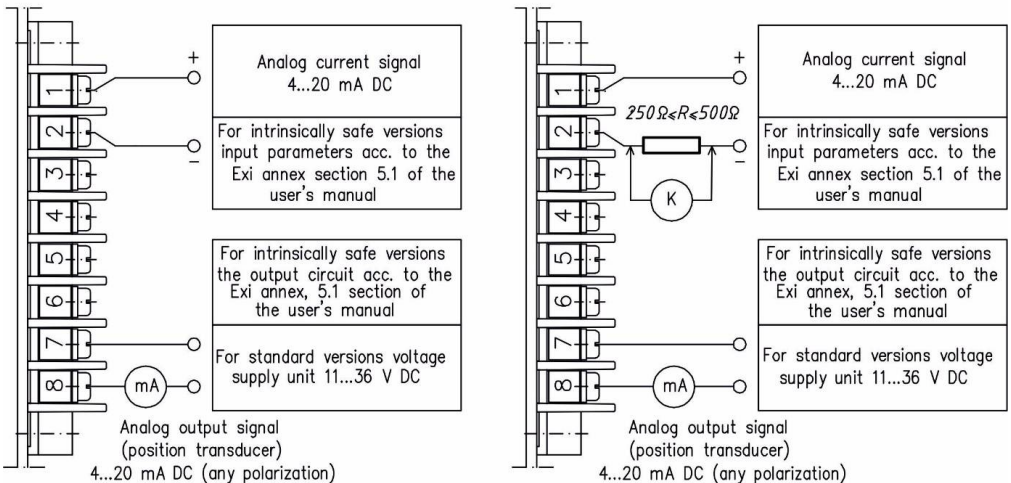 +
Analog current signal
4...20 mA DC
1
2
3
4
5
6
7
8
–
For intrinsically safe versions
input parameters acc. to the
Exi annex section 5.1 of the
user's manual
For intrinsically safe versions
the output circuit acc. to the
Exi annex, 5.1 section of
the user's manual
For standard versions voltage
supply unit 11...36 V DC
mA
Analog output signal
(position transducer)
4...20 mA DC (any polarization)
+
Analog current signal
4...20 mA DC
1
2
3
4
5
6
7
8
250Ω≤R≤500Ω
–
K
For intrinsically safe versions
input parameters acc. to the
Exi annex section 5.1 of the
user's manual
For intrinsically safe versions
the output circuit acc. to the
Exi annex, 5.1 section of
the user's manual
For standard versions voltage
supply unit 11...36 V DC
mA
Analog output signal
(position transducer)
4...20 mA DC (any polarization)